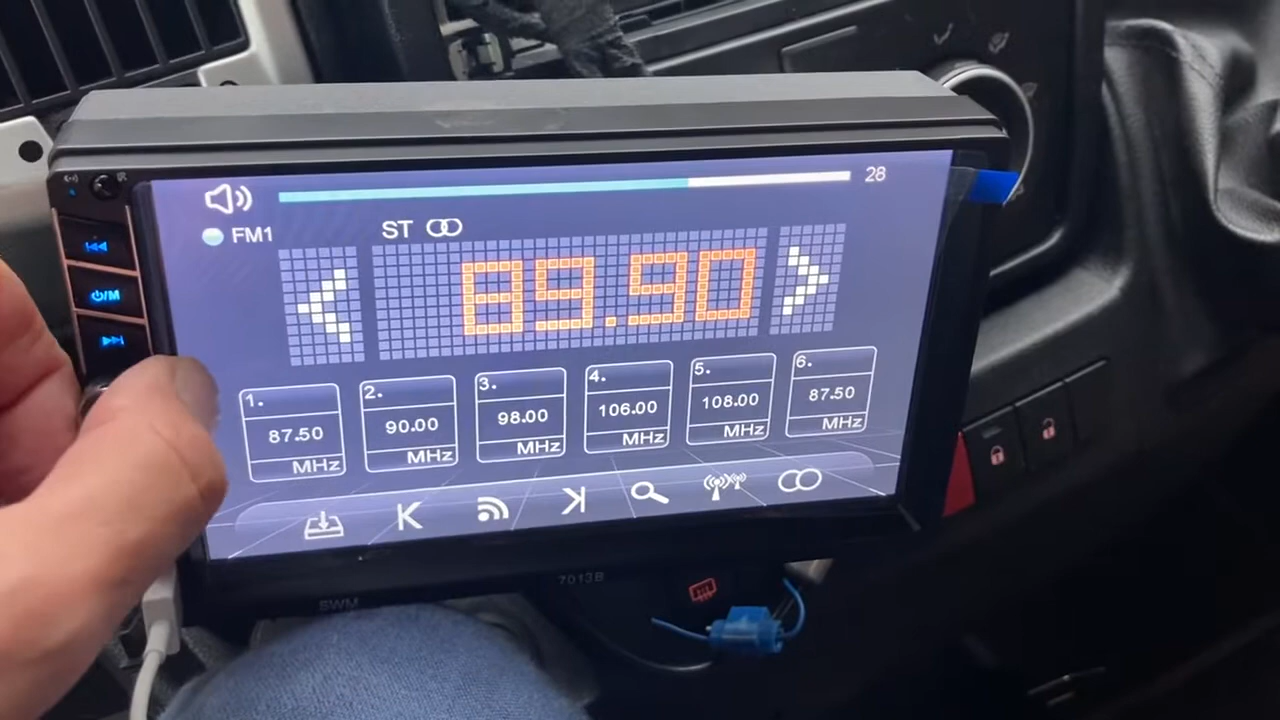 28
FM1
ST
89.90
⏻/M
1. 2. 3. 4. 5. 6.
87.50 90.00 98.00 106.00 108.00 87.50
MHz MHz MHz MHz MHz MHz
7013B
SWM